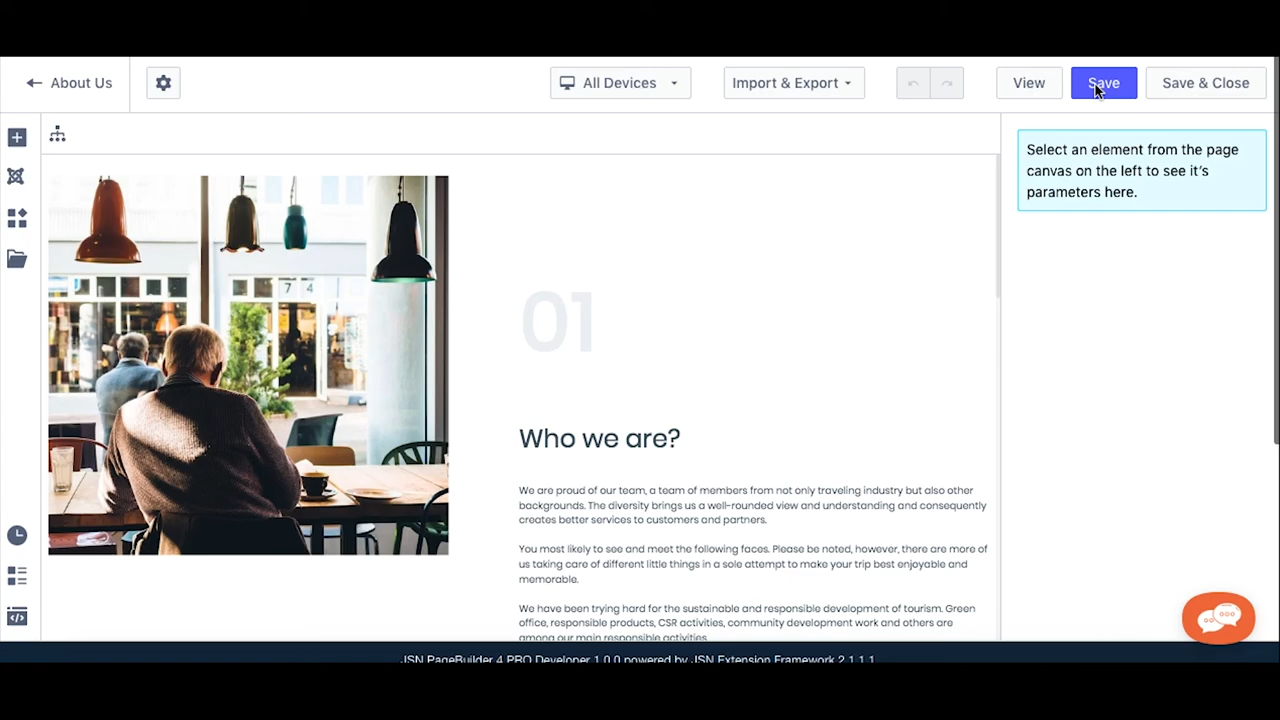 About Us
All Devices
Import & Export
View
Save
Save & Close
Select an element from the page
canvas on the left to see it's
parameters here.
7 4
01
Who we are?
We are proud of our team, a team of members from not only traveling industry but also other
backgrounds. The diversity brings us a well-rounded view and understanding and consequently
creates better services to customers and partners.
You most likely to see and meet the following faces. Please be noted, however, there are more of
us taking care of different little things in a sole attempt to make your trip best enjoyable and
memorable.
We have been trying hard for the sustainable and responsible development of tourism. Green
office, responsible products, CSR activities, community development work and others are
among our main responsible activities.
JSN PageBuilder 4 PRO Developer 1.0.0 powered by JSN Extension Framework 2.1.1.1